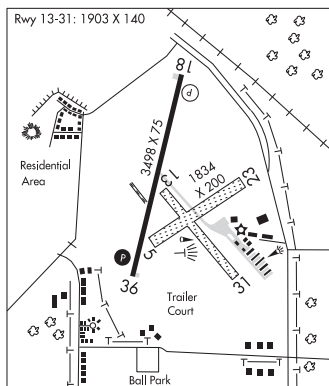 Rwy 13-31: 1903 X 140
18
P
3498 X 75
13
1834
X 200
23
Residential
Area
P
5
36
31
Trailer
Court
Ball Park